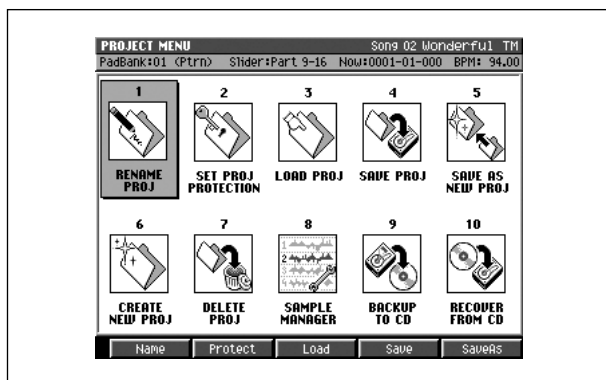 PROJECT MENU Song 02 Wonderful TM
PadBank:01 (Ptrn) Slider:Part 9-16 Now:0001-01-000 BPM: 94.00
1 2 3 4 5
RENAME PROJ
SET PROJ PROTECTION
LOAD PROJ
SAVE PROJ
SAVE AS NEW PROJ
6 7 8 9 10
CREATE NEW PROJ
DELETE PROJ
SAMPLE MANAGER
BACKUP TO CD
RECOVER FROM CD
Name Protect Load Save SaveAs